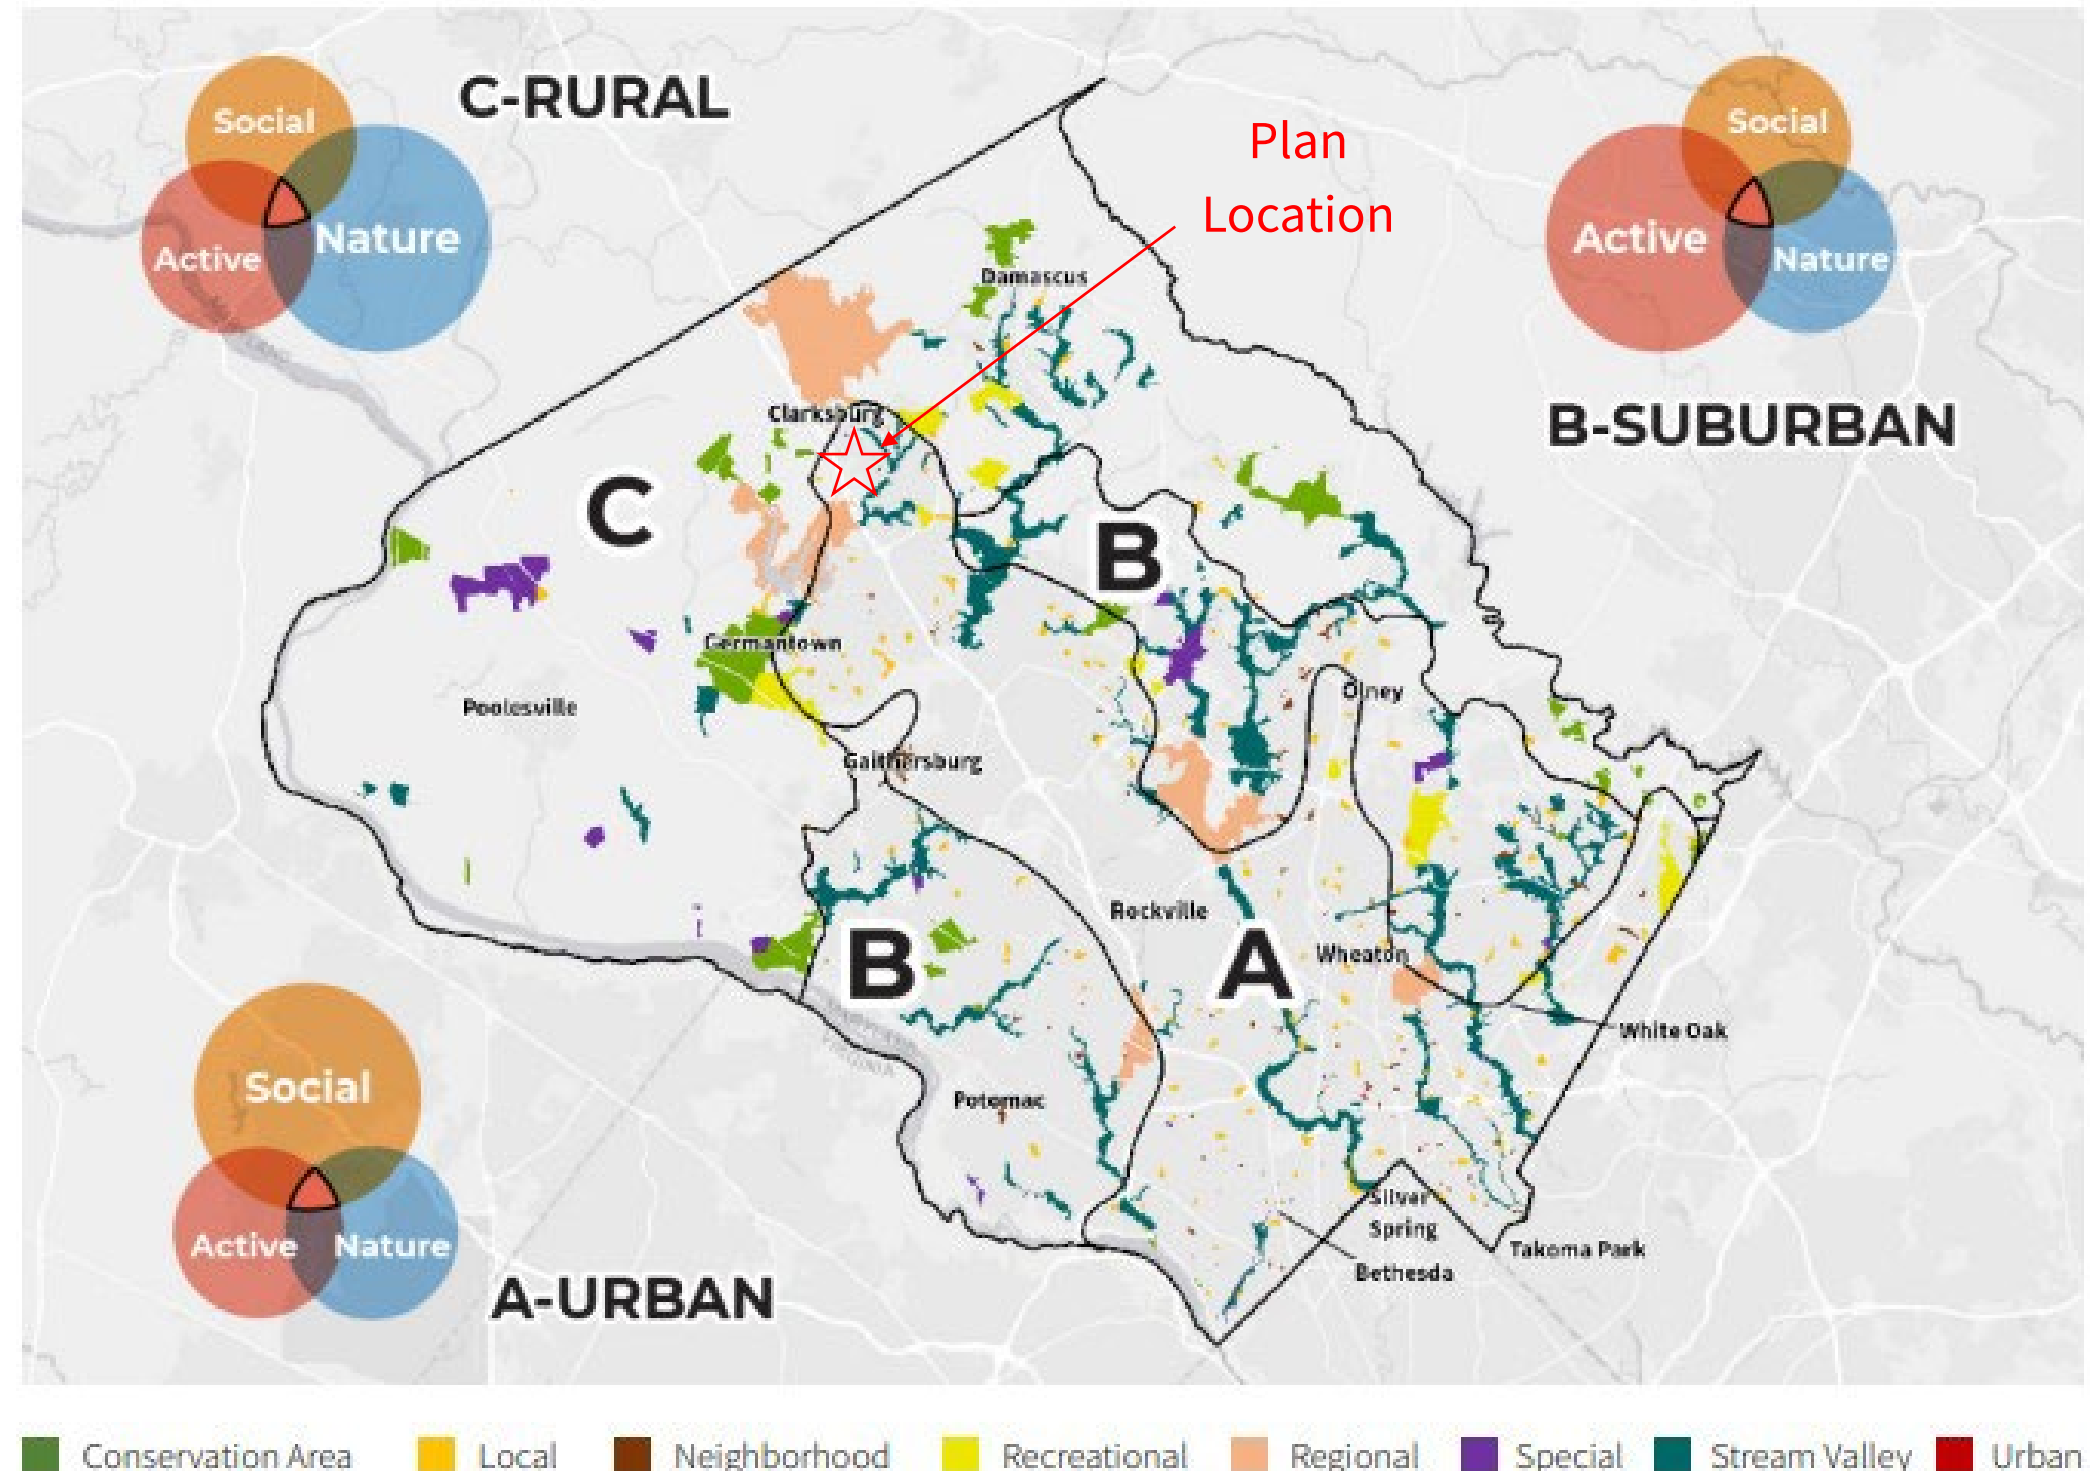 C-RURAL
Social
Active
Nature
Plan
Location
Social
Active
Nature
B-SUBURBAN
Damascus
Clarksburg
C
B
Germantown
Poolesville
Olney
Gaithersburg
Rockville
B
A
Wheaton
White Oak
Potomac
Social
Active
Nature
A-URBAN
Silver
Spring
Takoma Park
Bethesda
Conservation Area
Local
Neighborhood
Recreational
Regional
Special
Stream Valley
Urban